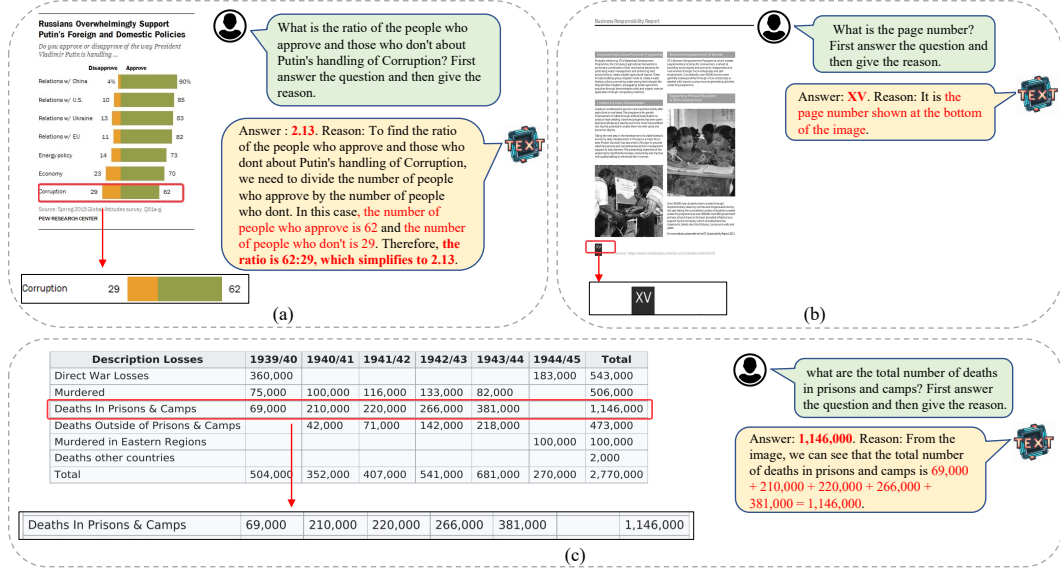 Russians Overwhelmingly Support
Putin's Foreign and Domestic Policies
Do you approve or disapprove of the way President
Vladimir Putin is handling ...
Disapprove Approve
Relations w/ China 4% 90%
Relations w/ U.S. 10 85
Relations w/ Ukraine 13 83
Relations w/ EU 11 82
Energy policy 14 73
Economy 23 70
Corruption 29 62
Source: Spring 2015 Global Attitudes survey. Q81a-g.
PEW RESEARCH CENTER
Corruption 29 62
What is the ratio of the people who
approve and those who don't about
Putin's handling of Corruption? First
answer the question and then give the
reason.
Answer : 2.13. Reason: To find the ratio
of the people who approve and those who
dont about Putin's handling of Corruption,
we need to divide the number of people
who approve by the number of people
who dont. In this case, the number of
people who approve is 62 and the number
of people who don't is 29. Therefore, the
ratio is 62:29, which simplifies to 2.13.
TEXT
(a)
Business Responsibility Report
XV
XV
What is the page number?
First answer the question and
then give the reason.
Answer: XV. Reason: It is the
page number shown at the bottom
of the image.
TEXT
(b)
Description Losses 1939/40 1940/41 1941/42 1942/43 1943/44 1944/45 Total
Direct War Losses 360,000 183,000 543,000
Murdered 75,000 100,000 116,000 133,000 82,000 506,000
Deaths In Prisons & Camps 69,000 210,000 220,000 266,000 381,000 1,146,000
Deaths Outside of Prisons & Camps 42,000 71,000 142,000 218,000 473,000
Murdered in Eastern Regions 100,000 100,000
Deaths other countries 2,000
Total 504,000 352,000 407,000 541,000 681,000 270,000 2,770,000
Deaths In Prisons & Camps 69,000 210,000 220,000 266,000 381,000 1,146,000
what are the total number of deaths
in prisons and camps? First answer
the question and then give the reason.
Answer: 1,146,000. Reason: From the
image, we can see that the total number
of deaths in prisons and camps is 69,000
+ 210,000 + 220,000 + 266,000 +
381,000 = 1,146,000.
TEXT
(c)